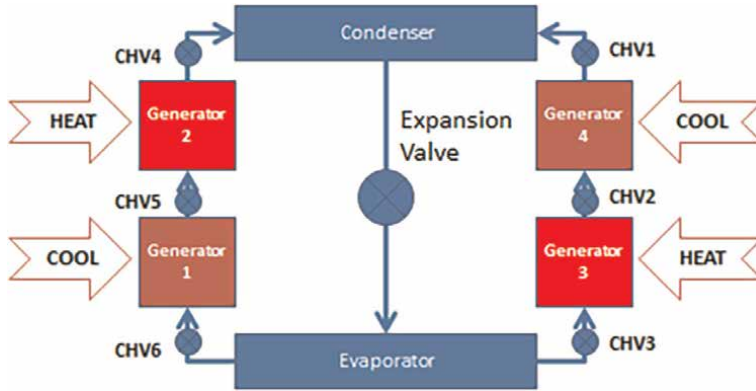 Condenser
CHV4
CHV1
HEAT
Generator
2
Expansion
Valve
Generator
4
COOL
CHV5
CHV2
COOL
Generator
1
Generator
3
HEAT
CHV6
Evaporator
CHV3